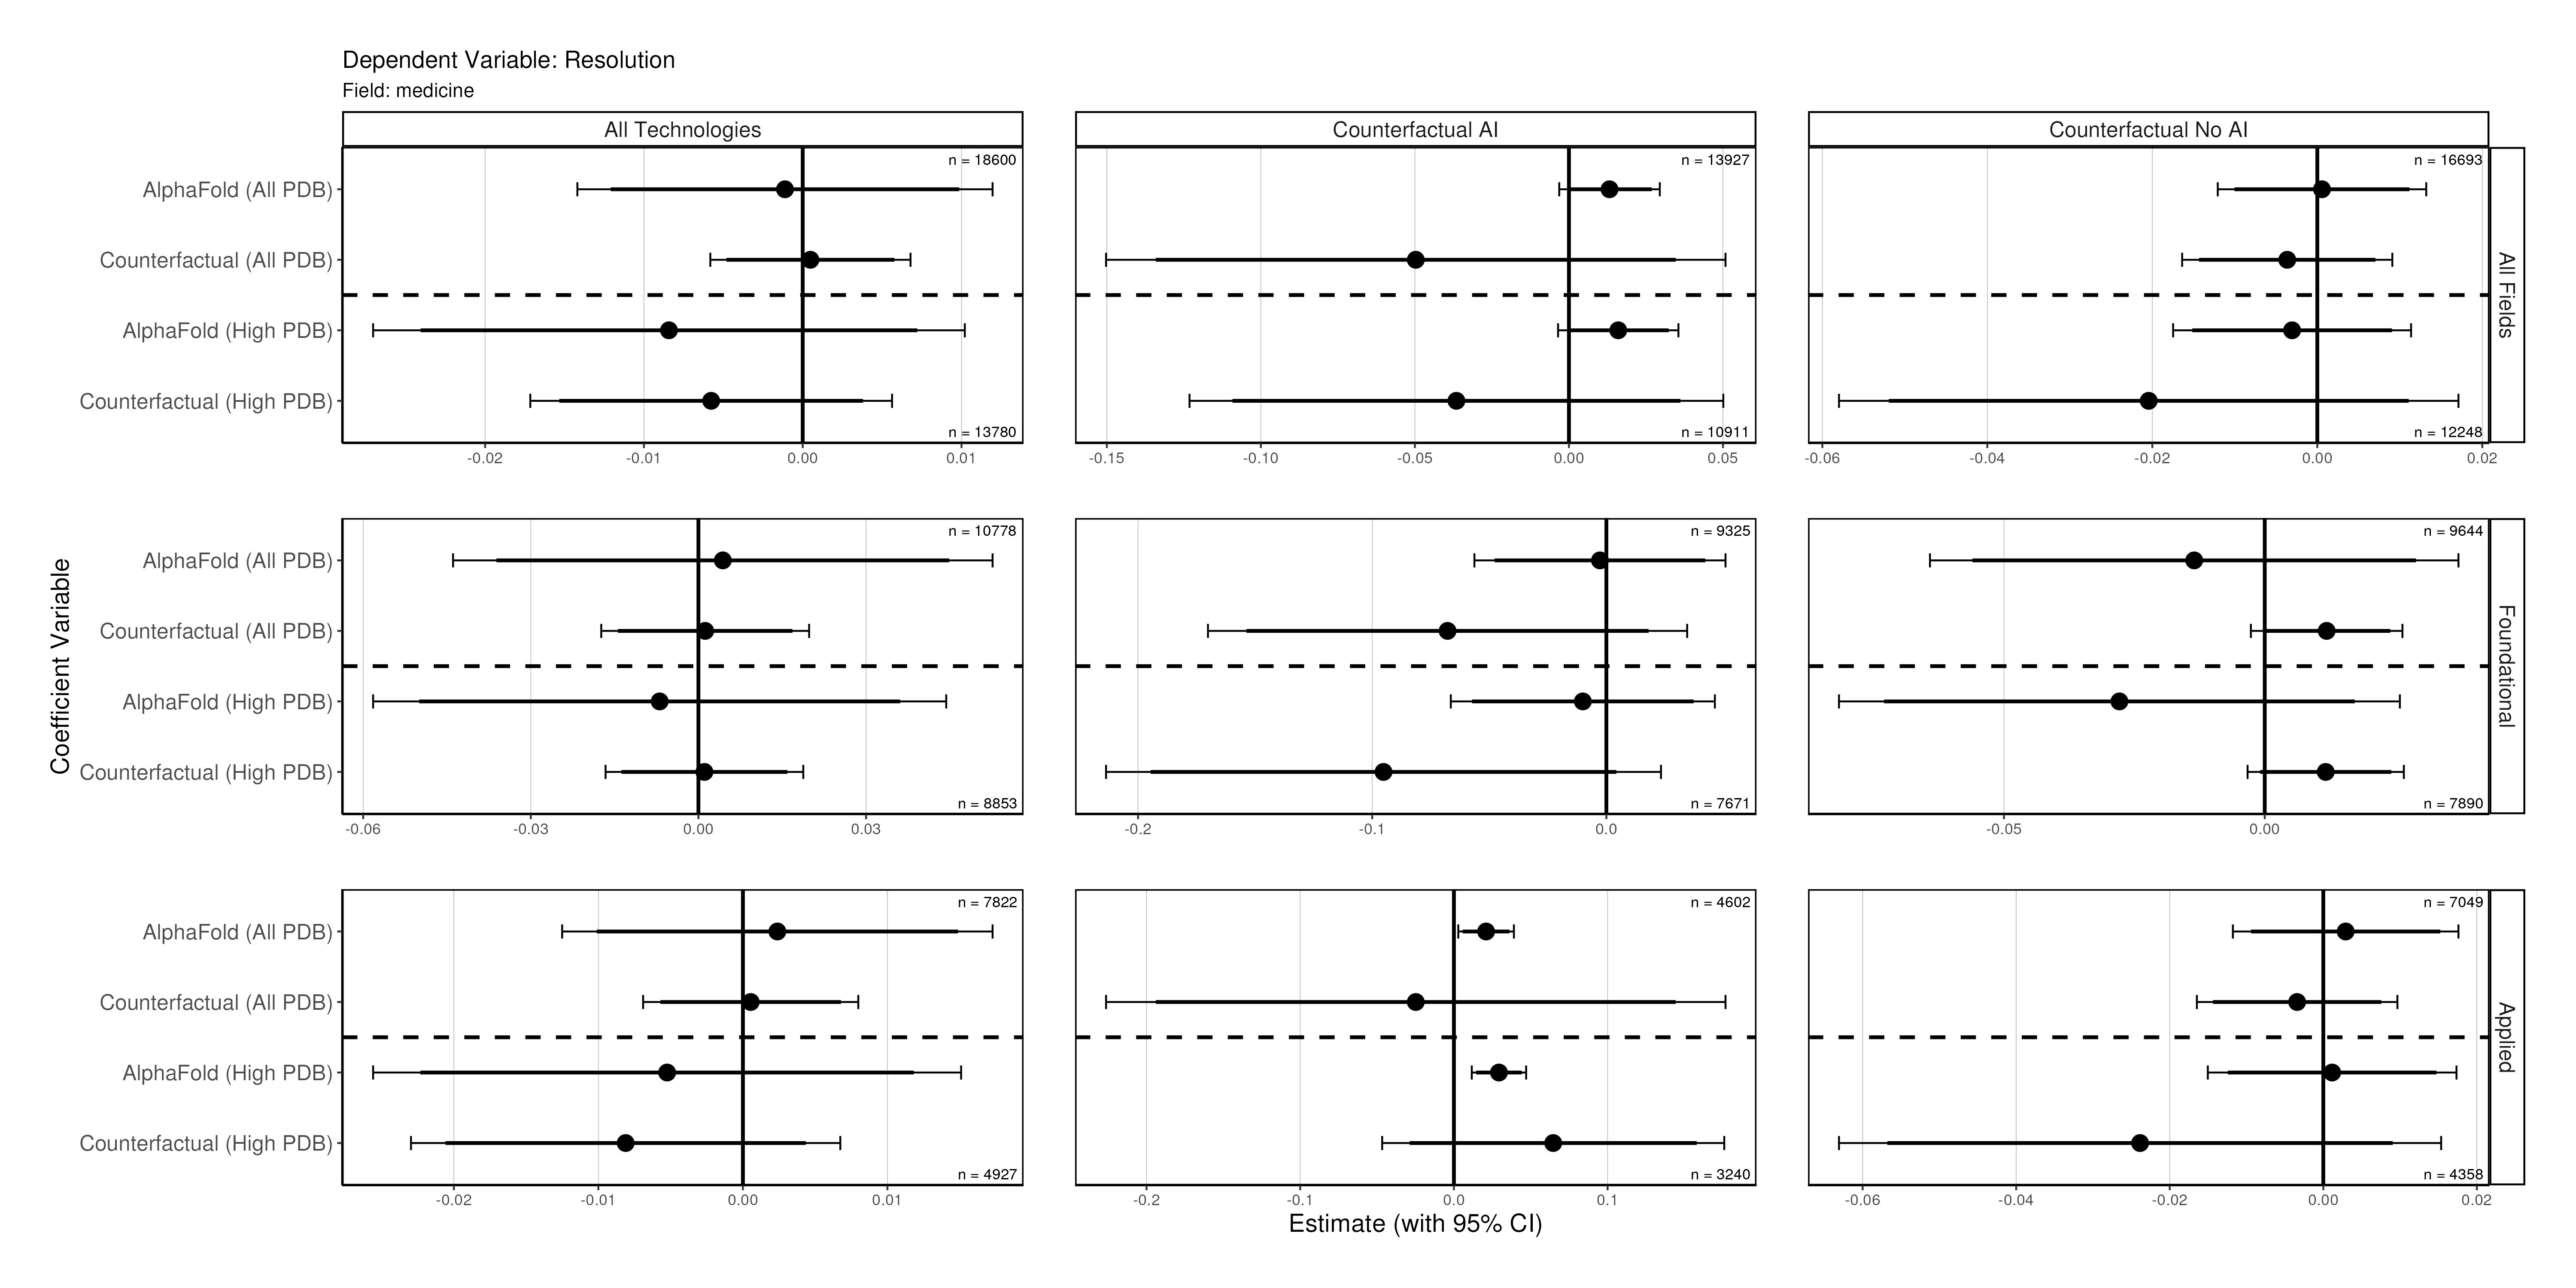 Dependent Variable: Resolution
Field: medicine
All Technologies
Counterfactual AI
Counterfactual No AI
n = 18600
n = 13927
n = 16693
AlphaFold (All PDB)
Counterfactual (All PDB)
AlphaFold (High PDB)
Counterfactual (High PDB)
All Fields
n = 13780
n = 10911
n = 12248
-0.02 -0.01 0.00 0.01
-0.15 -0.10 -0.05 0.00 0.05
-0.06 -0.04 -0.02 0.00 0.02
Coefficient Variable
n = 10778
n = 9325
n = 9644
AlphaFold (All PDB)
Counterfactual (All PDB)
AlphaFold (High PDB)
Counterfactual (High PDB)
Foundational
n = 8853
n = 7671
n = 7890
-0.06 -0.03 0.00 0.03
-0.2 -0.1 0.0
-0.05 0.00
n = 7822
n = 4602
n = 7049
AlphaFold (All PDB)
Counterfactual (All PDB)
AlphaFold (High PDB)
Counterfactual (High PDB)
Applied
n = 4927
n = 3240
n = 4358
-0.02 -0.01 0.00 0.01
-0.2 -0.1 0.0 0.1
-0.06 -0.04 -0.02 0.00 0.02
Estimate (with 95% CI)